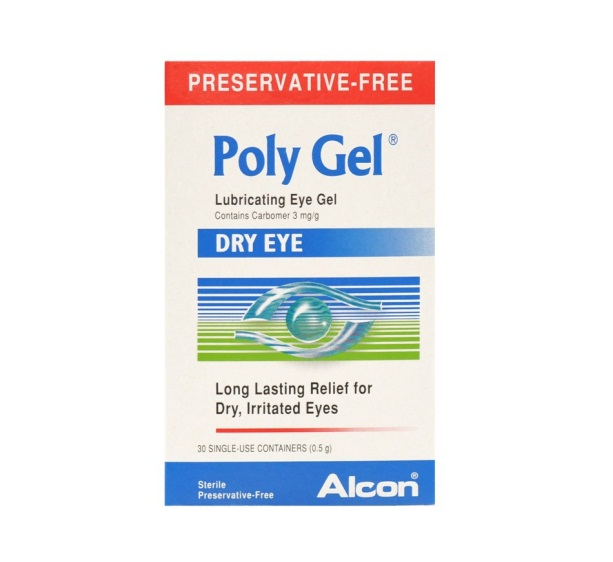 PRESERVATIVE-FREE
Poly Gel®
Lubricating Eye Gel
Contains Carbomer 3 mg/g
DRY EYE
Long Lasting Relief for
Dry, Irritated Eyes
30 SINGLE-USE CONTAINERS (0.5 g)
Sterile
Preservative-Free
Alcon®